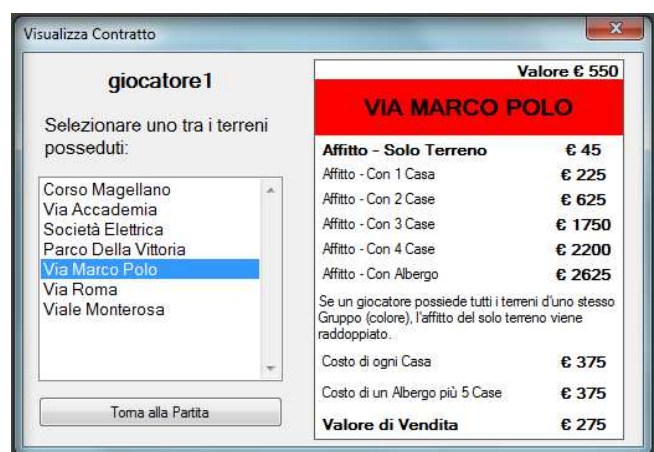 Visualizza Contratto
giocatore1
Selezionare uno tra i terreni
posseduti:
Corso Magellano
Via Accademia
Società Elettrica
Parco Della Vittoria
Via Marco Polo
Via Roma
Viale Monterosa
Torna alla Partita
Valore € 550
VIA MARCO POLO
Affitto - Solo Terreno € 45
Affitto - Con 1 Casa € 225
Affitto - Con 2 Case € 625
Affitto - Con 3 Case € 1750
Affitto - Con 4 Case € 2200
Affitto - Con Albergo € 2625
Se un giocatore possiede tutti i terreni d'uno stesso
Gruppo (colore), l'affitto del solo terreno viene
raddoppiato.
Costo di ogni Casa € 375
Costo di un Albergo più 5 Case € 375
Valore di Vendita € 275